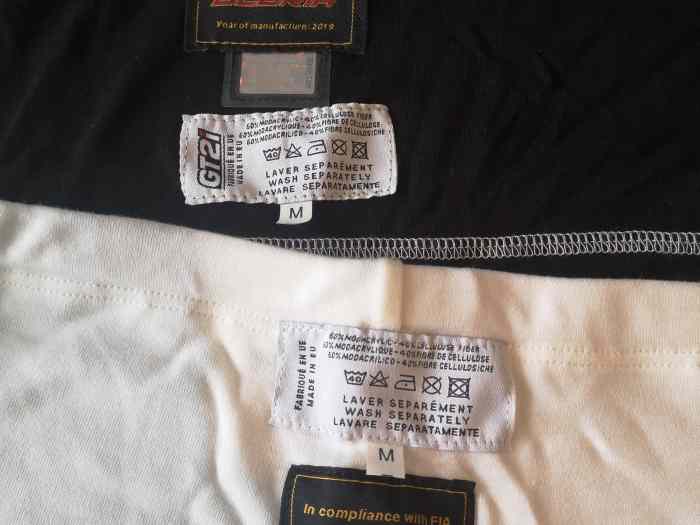 Year of manufacture: 2019
GT2i
FABRIQUÉ EN UE
MADE IN EU
60%MODACRYLIC - 40% CELLULOSE FIBER
60%MODACRYLIQUE - 40%FIBRE DE CELLULOSE
60%MODACRILICO - 40%FIBRE CELLULOSICHE
40
LAVER SEPARÉMENT
WASH SEPARATELY
LAVARE SEPARATAMENTE
M
FABRIQUÉ EN UE
MADE IN EU
60%MODACRYLIC - 40% CELLULOSE FIBER
60%MODACRYLIQUE - 40%FIBRE DE CELLULOSE
60%MODACRILICO - 40%FIBRE CELLULOSICHE
40
LAVER SEPARÉMENT
WASH SEPARATELY
LAVARE SEPARATAMENTE
M
In compliance with FIA